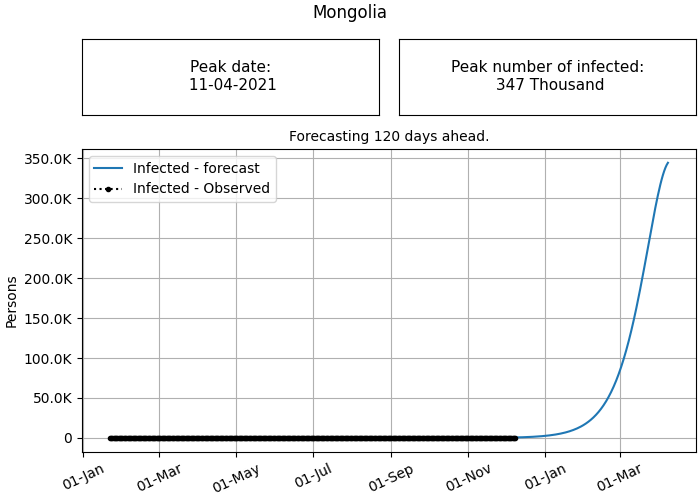 Mongolia
Peak date:
11-04-2021
Peak number of infected:
347 Thousand
Forecasting 120 days ahead.
Infected - forecast
Infected - Observed
350.0K
300.0K
250.0K
200.0K
150.0K
100.0K
50.0K
0
Persons
01-Jan
01-Mar
01-May
01-Jul
01-Sep
01-Nov
01-Jan
01-Mar